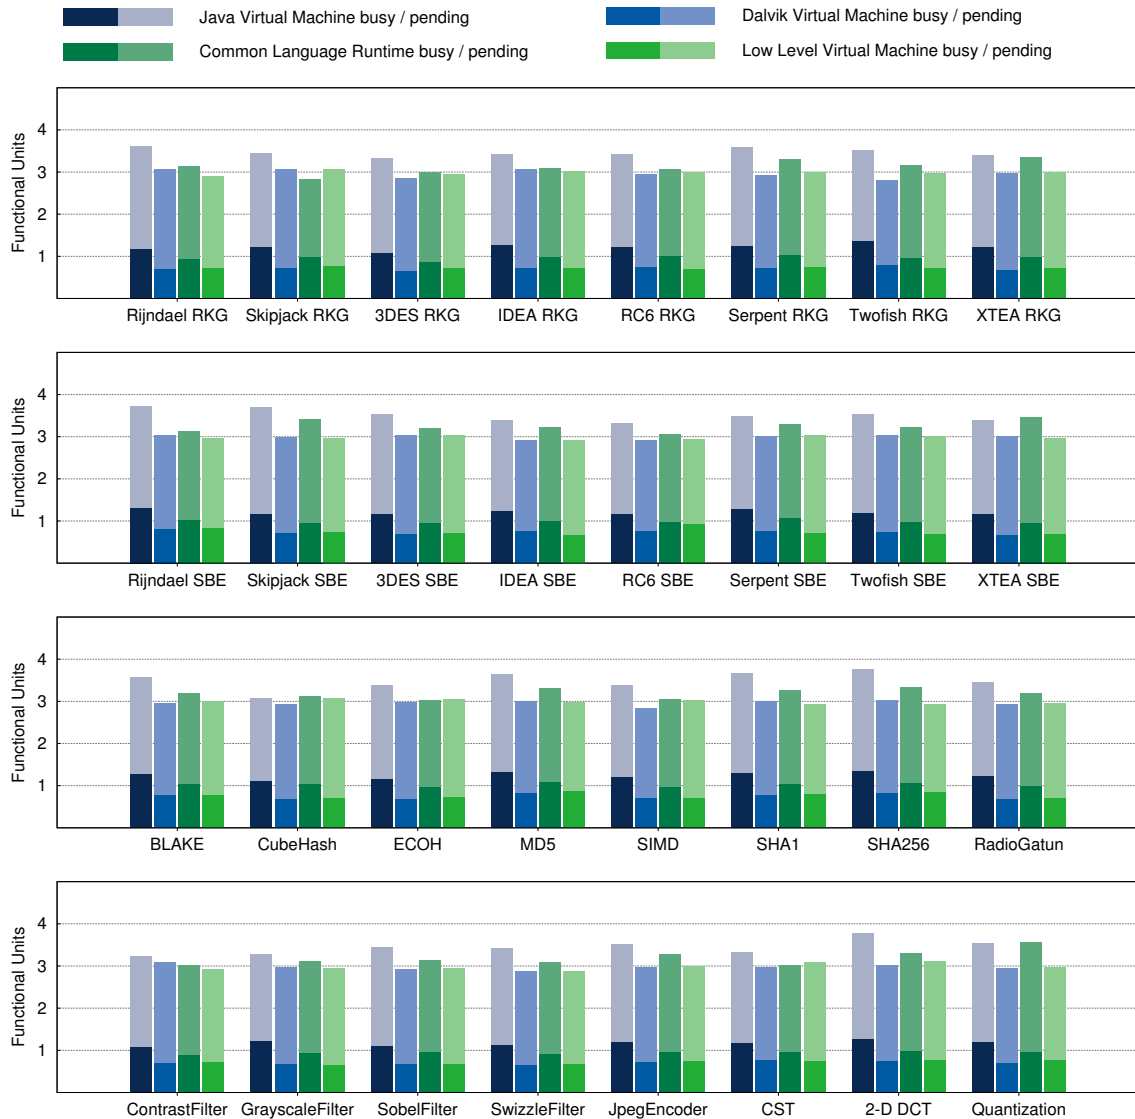 Java Virtual Machine busy / pending
Dalvik Virtual Machine busy / pending
Common Language Runtime busy / pending
Low Level Virtual Machine busy / pending
Functional Units
4
3
2
1
Rijndael RKG Skipjack RKG 3DES RKG IDEA RKG RC6 RKG Serpent RKG Twofish RKG XTEA RKG
Functional Units
4
3
2
1
Rijndael SBE Skipjack SBE 3DES SBE IDEA SBE RC6 SBE Serpent SBE Twofish SBE XTEA SBE
Functional Units
4
3
2
1
BLAKE CubeHash ECOH MD5 SIMD SHA1 SHA256 RadioGatun
Functional Units
4
3
2
1
ContrastFilter GrayscaleFilter SobelFilter SwizzleFilter JpegEncoder CST 2-D DCT Quantization